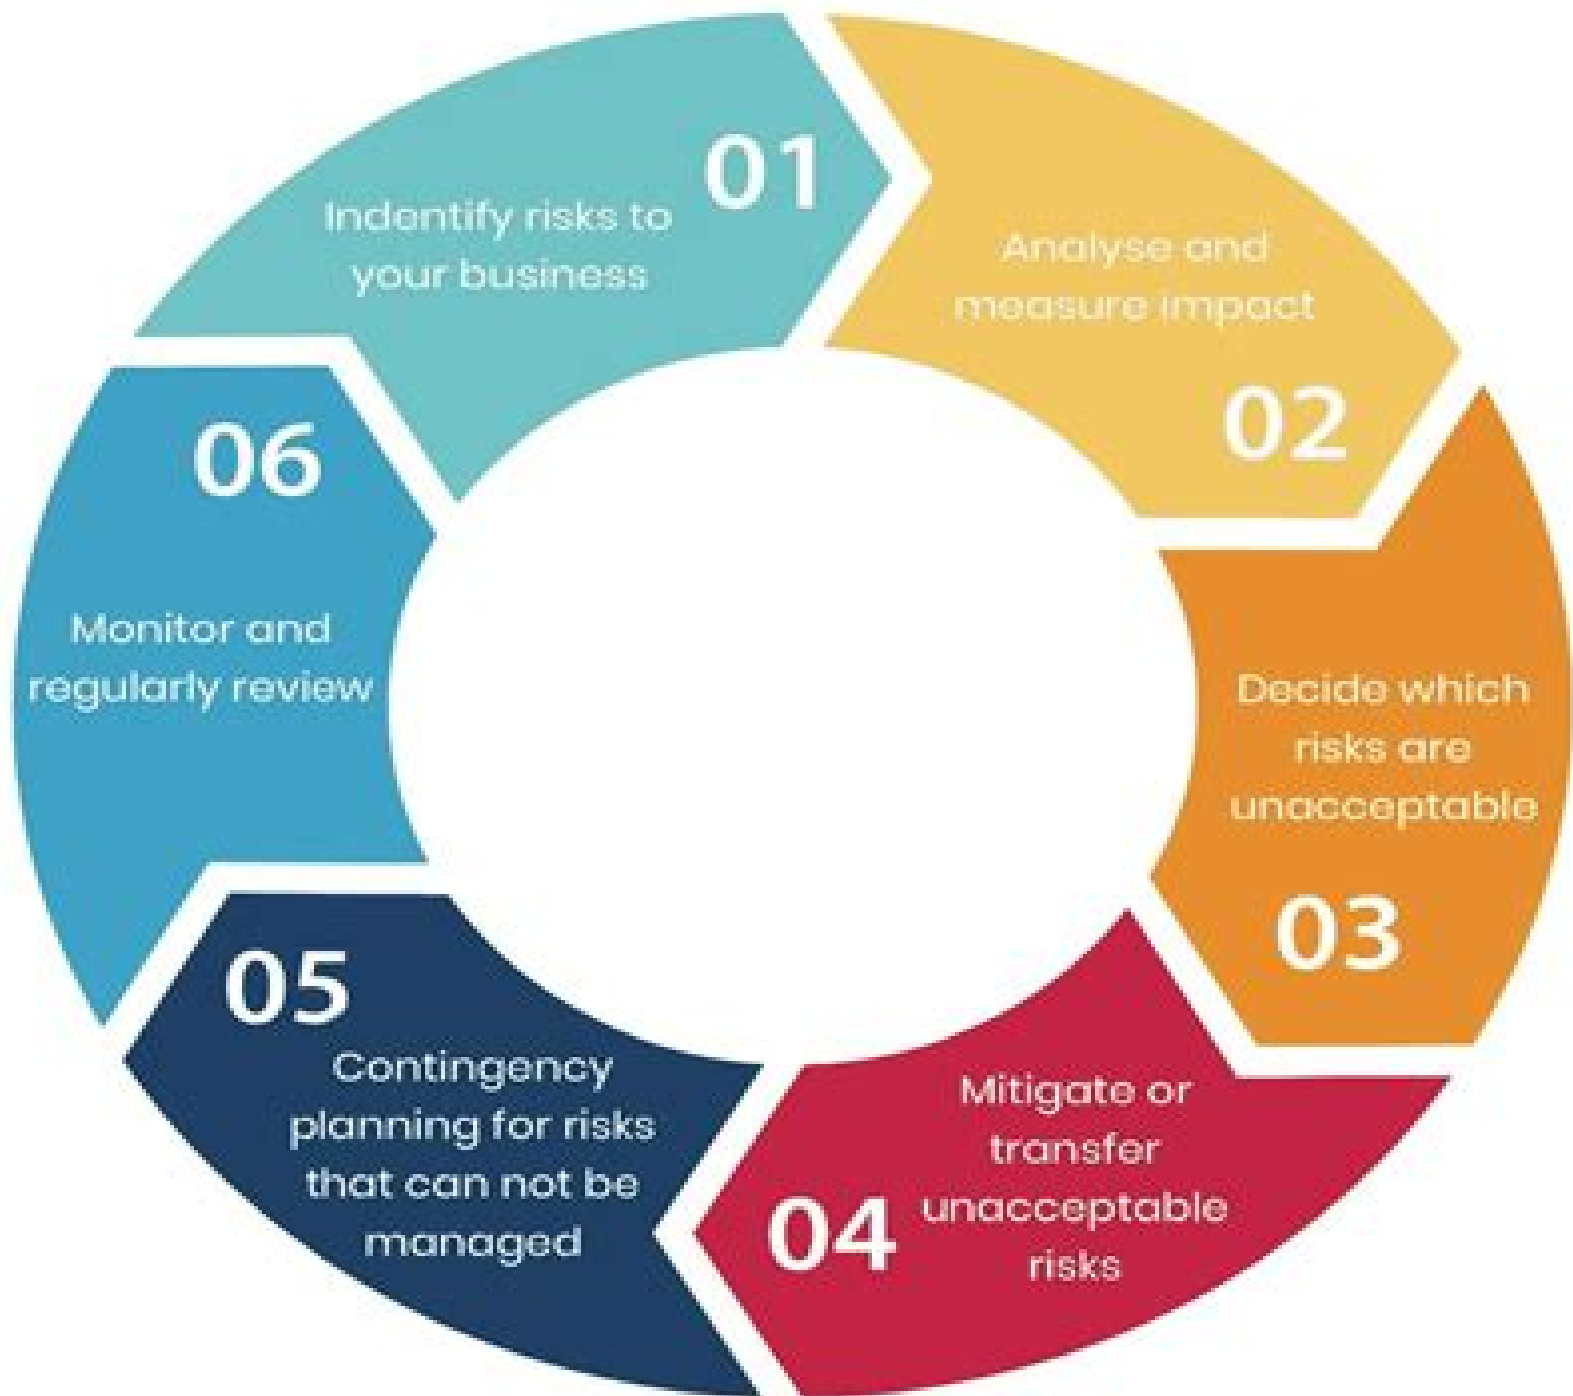 01
Indentify risks to
your business
Analyse and
measure impact
02
Decide which
risks are
unacceptable
03
Mitigate or
transfer
unacceptable
risks
04
05
Contingency
planning for risks
that can not be
managed
06
Monitor and
regularly review